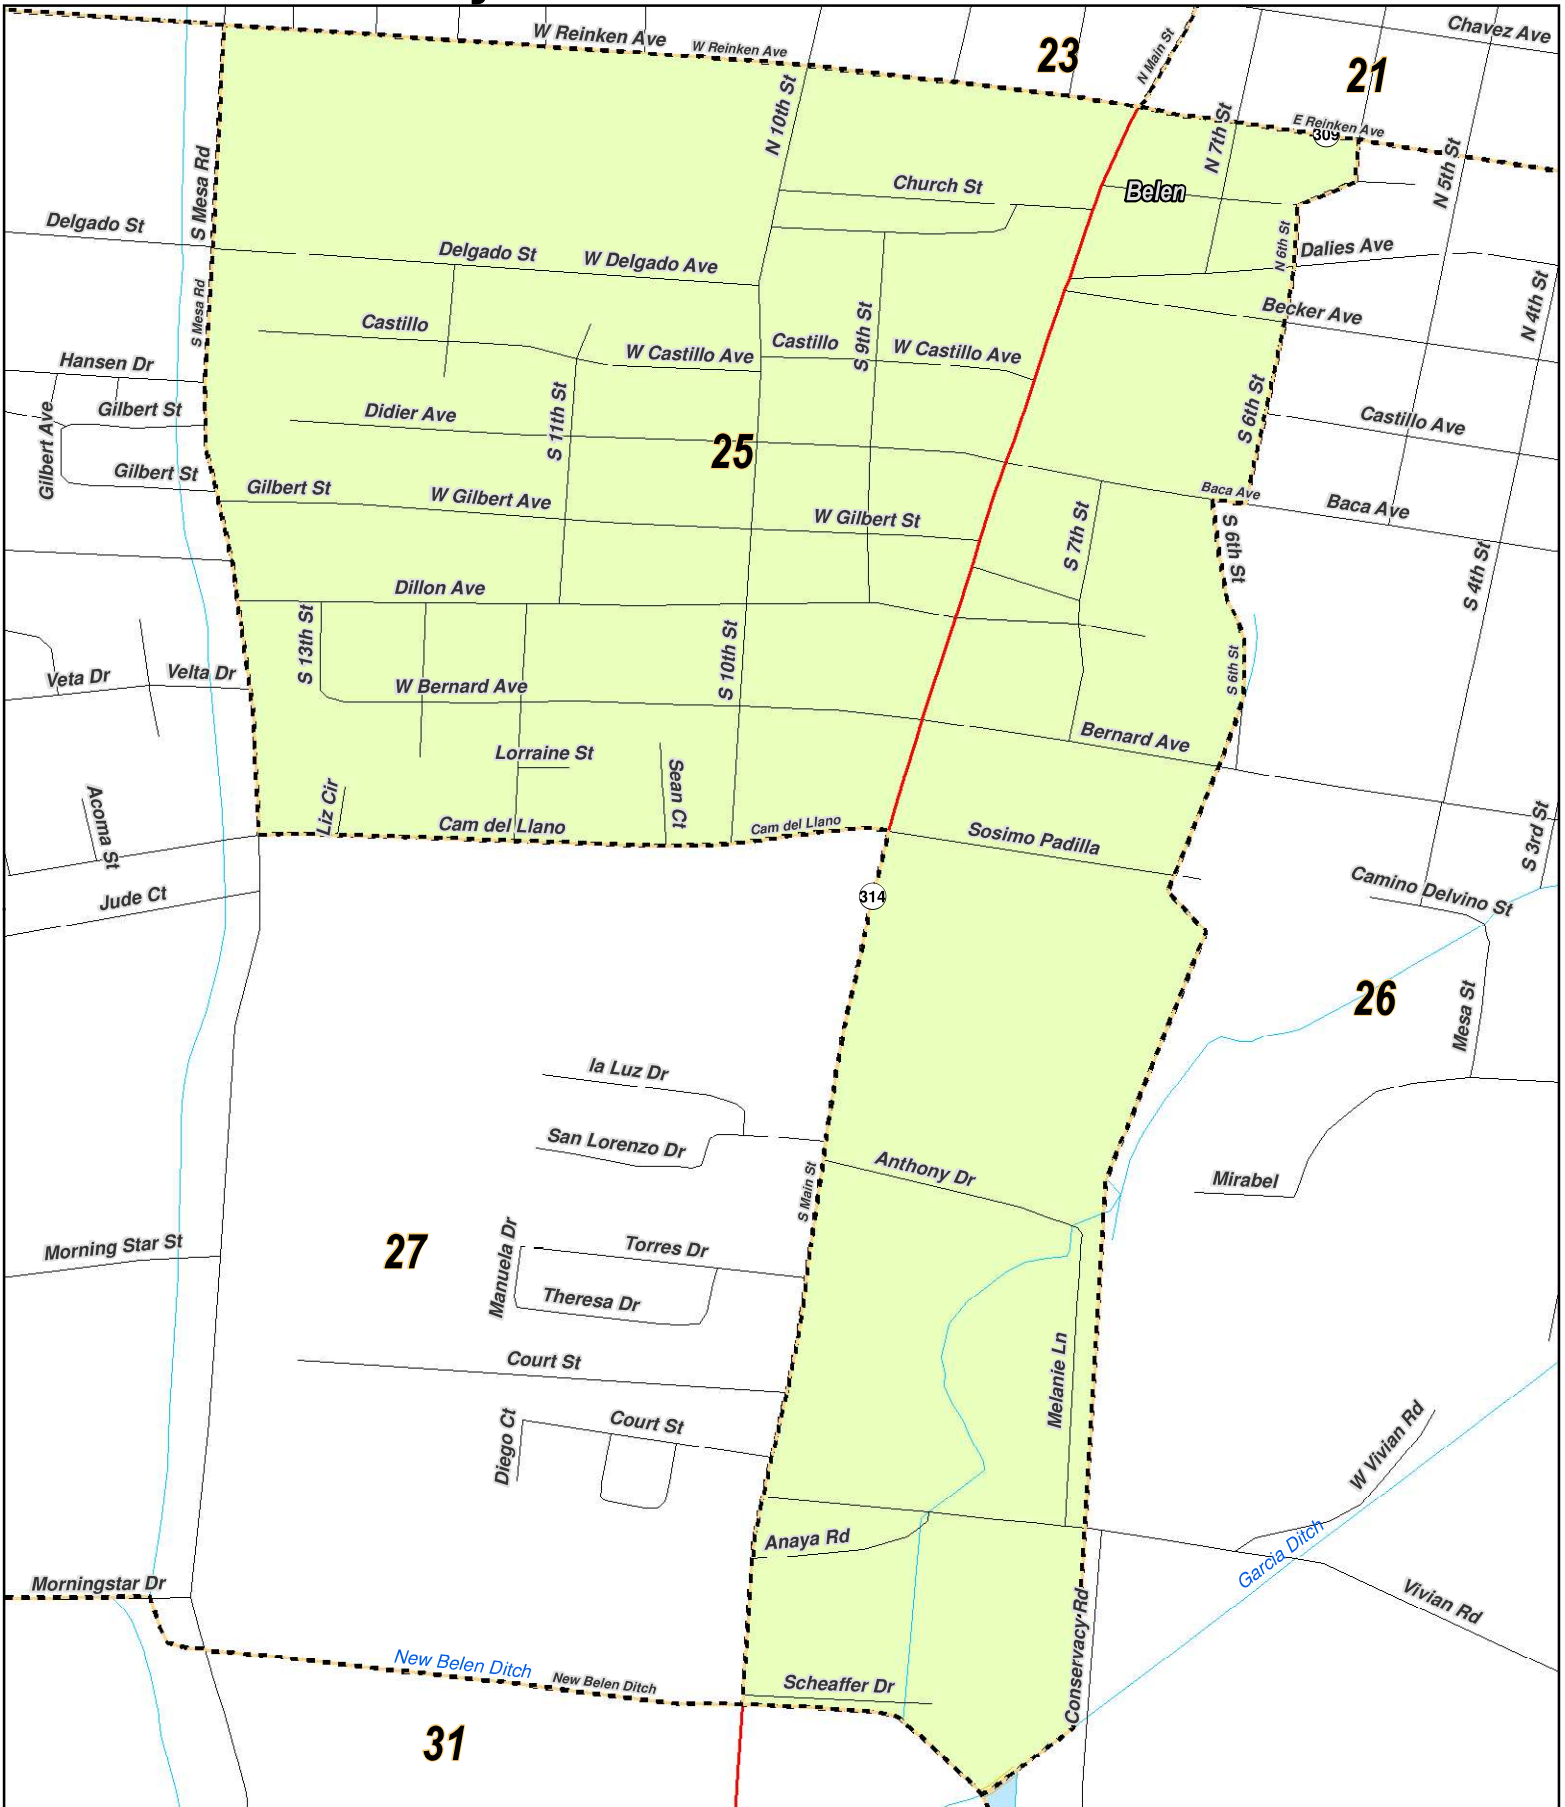 W Reinken Ave
W Reinken Ave
23
N Main St
21
Chavez Ave
N 10th St
N 7th St
E Reinken Ave
309
N 5th St
S Mesa Rd
Church St
Belen
Delgado St
Delgado St
W Delgado Ave
N 6th St
Dalies Ave
S Mesa Rd
Castillo
W Castillo Ave
Castillo
S 9th St
W Castillo Ave
Becker Ave
N 4th St
Hansen Dr
Gilbert Ave
Gilbert St
Didier Ave
S 11th St
25
S 6th St
Castillo Ave
Gilbert St
Gilbert St
W Gilbert Ave
W Gilbert St
Baca Ave
Baca Ave
S 7th St
S 6th St
S 4th St
Dillon Ave
S 13th St
S 10th St
S 6th St
Veta Dr
Velta Dr
W Bernard Ave
Bernard Ave
Lorraine St
Sean Ct
Acoma St
Liz Cir
Cam del Llano
Cam del Llano
Sosimo Padilla
S 3rd St
Jude Ct
314
Camino Delvino St
26
Mesa St
la Luz Dr
San Lorenzo Dr
Anthony Dr
S Main St
Mirabel
Morning Star St
27
Manuela Dr
Torres Dr
Theresa Dr
Court St
Melanie Ln
Diego Ct
Court St
W Vivian Rd
Anaya Rd
Garcia Ditch
Morningstar Dr
Vivian Rd
Conservacy Rd
New Belen Ditch
New Belen Ditch
Scheaffer Dr
31